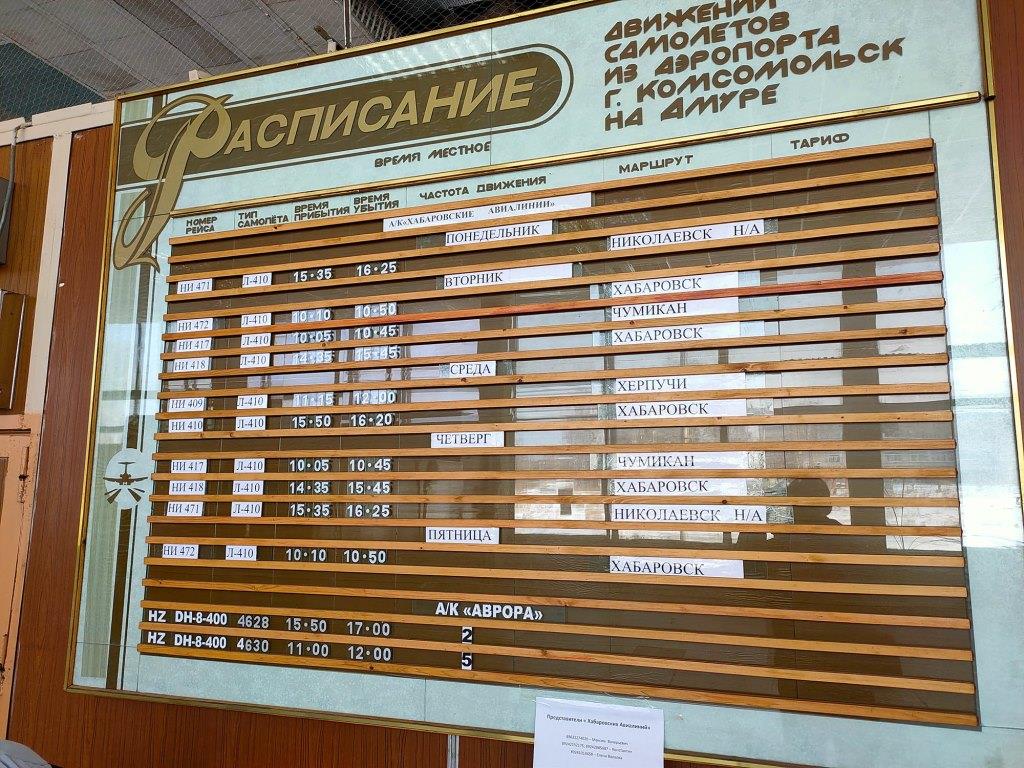 РАСПИСАНИЕ
ДВИЖЕНИЯ
САМОЛЕТОВ
ИЗ АЭРОПОРТА
Г. КОМСОМОЛЬСК
НА АМУРЕ
ВРЕМЯ МЕСТНОЕ
НОМЕР РЕЙСА ТИП САМОЛЁТА ВРЕМЯ ПРИБЫТИЯ ВРЕМЯ УБЫТИЯ ЧАСТОТА ДВИЖЕНИЯ МАРШРУТ ТАРИФ
А/К«ХАБАРОВСКИЕ АВИАЛИНИИ»
ПОНЕДЕЛЬНИК
НИ 471 Л-410 15•35 16•25 НИКОЛАЕВСК Н/А
ВТОРНИК
НИ 472 Л-410 10•10 10•50 ХАБАРОВСК
НИ 417 Л-410 10•05 10•45 ЧУМИКАН
НИ 418 Л-410 14•35 15•45 ХАБАРОВСК
СРЕДА
НИ 409 Л-410 11•15 12•00 ХЕРПУЧИ
НИ 410 Л-410 15•50 16•20 ХАБАРОВСК
ЧЕТВЕРГ
НИ 417 Л-410 10•05 10•45 ЧУМИКАН
НИ 418 Л-410 14•35 15•45 ХАБАРОВСК
НИ 471 Л-410 15•35 16•25 НИКОЛАЕВСК Н/А
ПЯТНИЦА
НИ 472 Л-410 10•10 10•50 ХАБАРОВСК
А/К «АВРОРА»
HZ DH-8-400 4628 15•50 17•00 2
HZ DH-8-400 4630 11•00 12•00 5
Представители « Хабаровских Авиалиний»